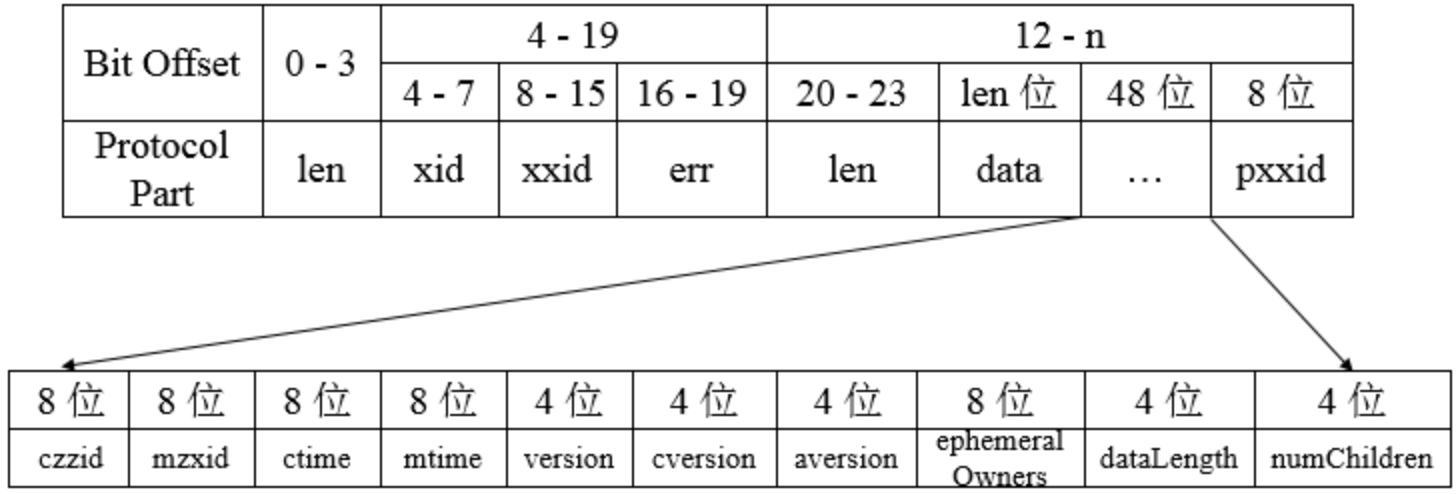 Bit Offset 0 - 3 4 - 19 12 - n
4 - 7 8 - 15 16 - 19 20 - 23 len 位 48 位 8 位
Protocol Part len xid xxid err len data … pxxid
8 位 8 位 8 位 8 位 4 位 4 位 4 位 8 位 4 位 4 位
czzid mzxid ctime mtime version cversion aversion ephemeral Owners dataLength numChildren